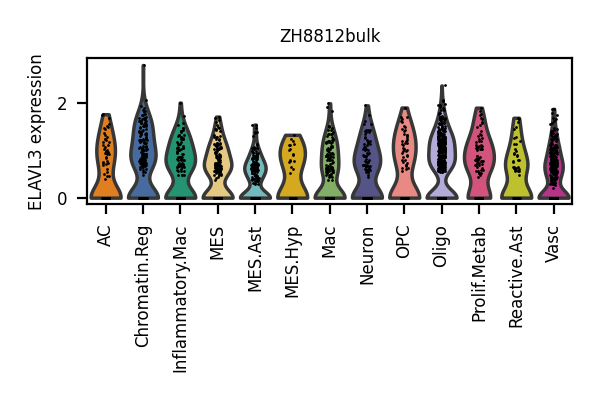 ZH8812bulk
ELAVL3 expression
2
0
AC
Chromatin.Reg
Inflammatory.Mac
MES
MES.Ast
MES.Hyp
Mac
Neuron
OPC
Oligo
Prolif.Metab
Reactive.Ast
Vasc